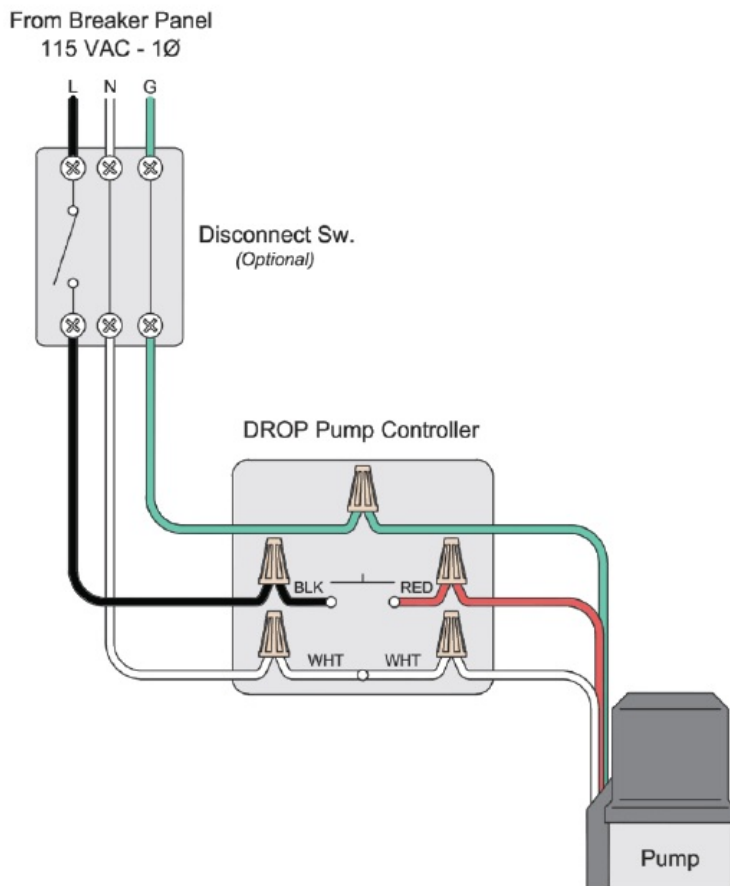 From Breaker Panel
115 VAC - 1Ø
L N G
Disconnect Sw.
(Optional)
DROP Pump Controller
BLK RED
WHT WHT
Pump